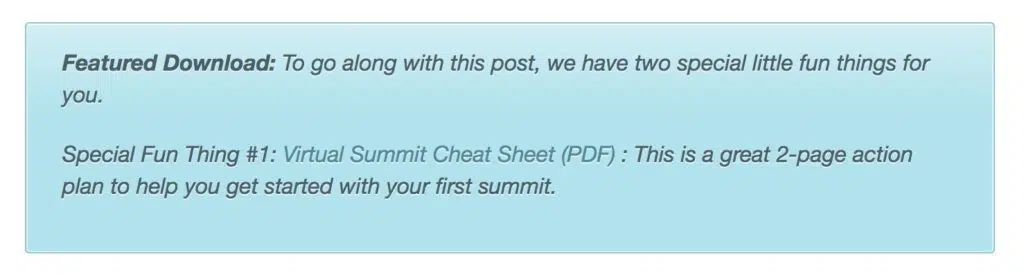 Featured Download: To go along with this post, we have two special little fun things for
you.
Special Fun Thing #1: Virtual Summit Cheat Sheet (PDF) : This is a great 2-page action
plan to help you get started with your first summit.